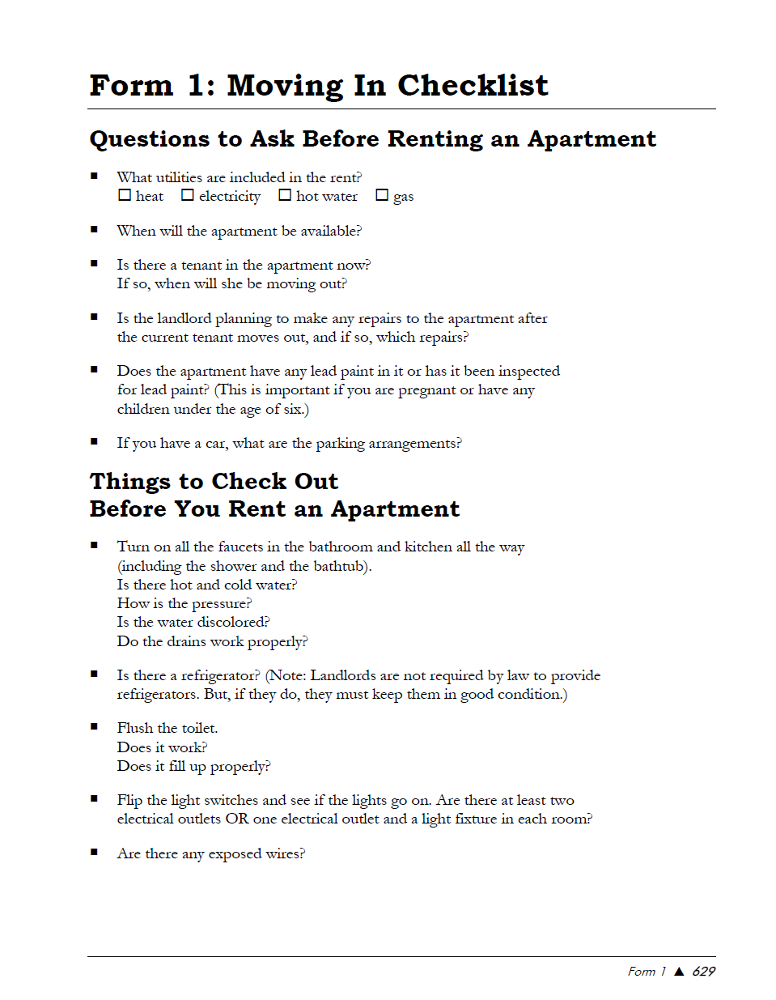 Form 1: Moving In Checklist
Questions to Ask Before Renting an Apartment
■ What utilities are included in the rent?
☐ heat ☐ electricity ☐ hot water ☐ gas
■ When will the apartment be available?
■ Is there a tenant in the apartment now?
If so, when will she be moving out?
■ Is the landlord planning to make any repairs to the apartment after
the current tenant moves out, and if so, which repairs?
■ Does the apartment have any lead paint in it or has it been inspected
for lead paint? (This is important if you are pregnant or have any
children under the age of six.)
■ If you have a car, what are the parking arrangements?
Things to Check Out
Before You Rent an Apartment
■ Turn on all the faucets in the bathroom and kitchen all the way
(including the shower and the bathtub).
Is there hot and cold water?
How is the pressure?
Is the water discolored?
Do the drains work properly?
■ Is there a refrigerator? (Note: Landlords are not required by law to provide
refrigerators. But, if they do, they must keep them in good condition.)
■ Flush the toilet.
Does it work?
Does it fill up properly?
■ Flip the light switches and see if the lights go on. Are there at least two
electrical outlets OR one electrical outlet and a light fixture in each room?
■ Are there any exposed wires?
Form 1 ▲ 629